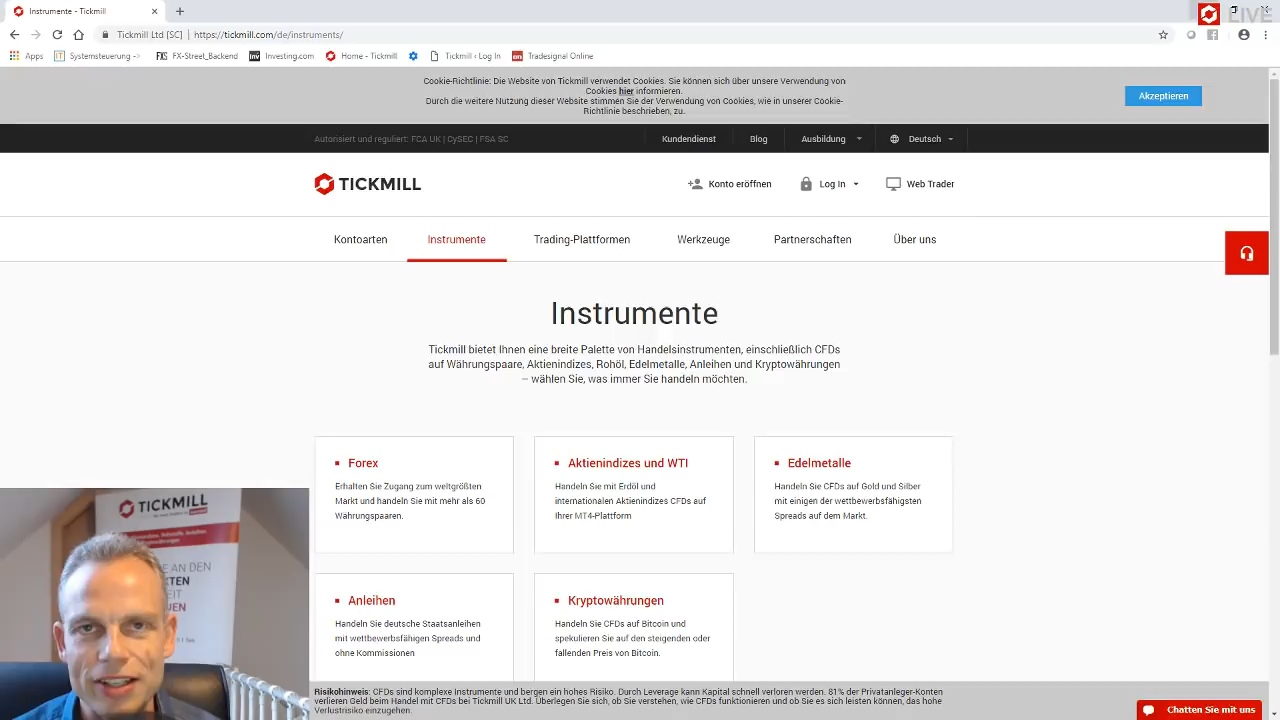 Instrumente - Tickmill
LIVE
Tickmill Ltd [SC] | https://tickmill.com/de/instruments/
Apps Systemsteuerung -> FX-Street_Backend Investing.com Home - Tickmill Tickmill ‹ Log In Tradesignal Online
Cookie-Richtlinie: Die Website von Tickmill verwendet Cookies. Sie können sich über unsere Verwendung von
Cookies hier informieren.
Durch die weitere Nutzung dieser Website stimmen Sie der Verwendung von Cookies, wie in unserer Cookie-
Richtlinie beschrieben, zu.
Akzeptieren
Autorisiert und reguliert: FCA UK | CySEC | FSA SC
Kundendienst Blog Ausbildung Deutsch
TICKMILL
Konto eröffnen Log In Web Trader
Kontoarten Instrumente Trading-Plattformen Werkzeuge Partnerschaften Über uns
Instrumente
Tickmill bietet Ihnen eine breite Palette von Handelsinstrumenten, einschließlich CFDs
auf Währungspaare, Aktienindizes, Rohöl, Edelmetalle, Anleihen und Kryptowährungen
– wählen Sie, was immer Sie handeln möchten.
Forex
Erhalten Sie Zugang zum weltgrößten
Markt und handeln Sie mit mehr als 60
Währungspaaren.
Aktienindizes und WTI
Handeln Sie mit Erdöl und
internationalen Aktienindizes CFDs auf
Ihrer MT4-Plattform
Edelmetalle
Handeln Sie CFDs auf Gold und Silber
mit einigen der wettbewerbsfähigsten
Spreads auf dem Markt.
Anleihen
Handeln Sie deutsche Staatsanleihen
mit wettbewerbsfähigen Spreads und
ohne Kommissionen
Kryptowährungen
Handeln Sie CFDs auf Bitcoin und
spekulieren Sie auf den steigenden oder
fallenden Preis von Bitcoin.
TICKMILL
Risikohinweis: CFDs sind komplexe Instrumente und bergen ein hohes Risiko. Durch Leverage kann Kapital schnell verloren werden. 81% der Privatanleger-Konten
verlieren Geld beim Handel mit CFDs bei Tickmill UK Ltd. Überlegen Sie sich, ob Sie verstehen, wie CFDs funktionieren und ob Sie es sich leisten können, das hohe
Verlustrisiko einzugehen.
Chatten Sie mit uns